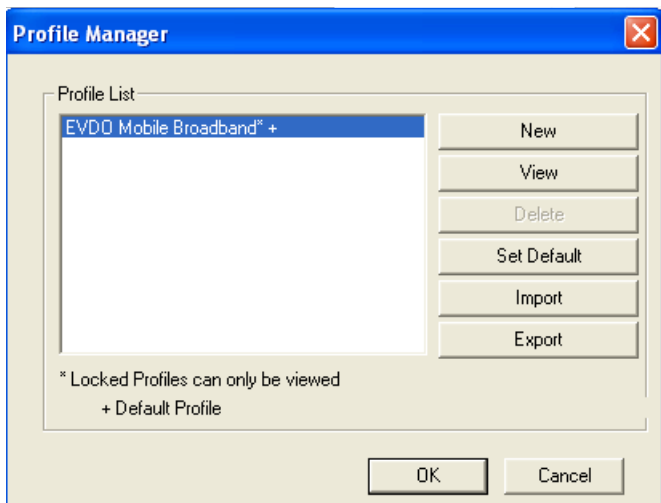 Profile Manager
Profile List
EVDO Mobile Broadband* +
New
View
Delete
Set Default
Import
Export
* Locked Profiles can only be viewed
+ Default Profile
OK
Cancel